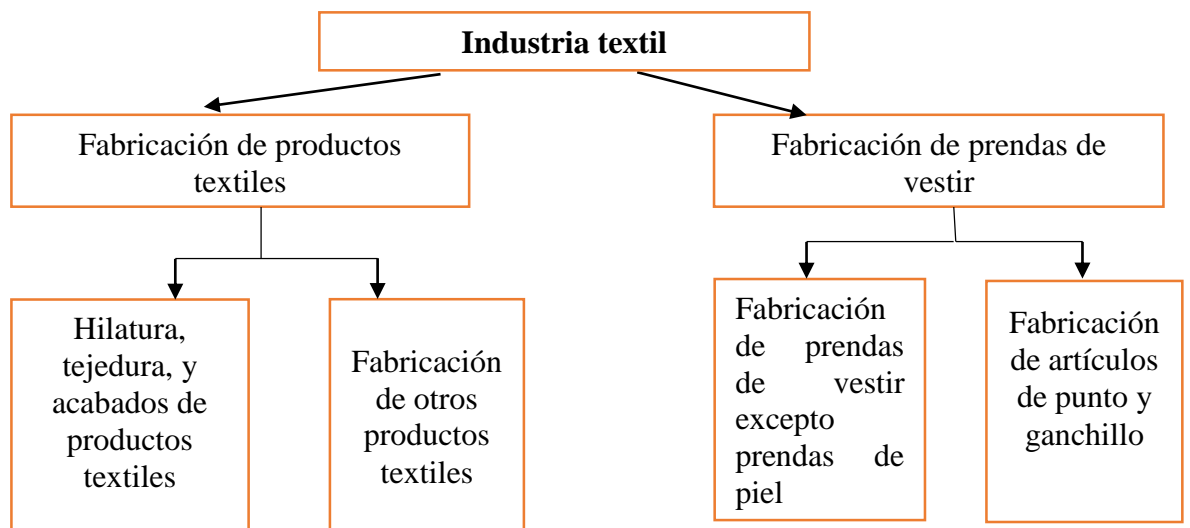 Industria textil
Fabricación de productos
textiles
Fabricación de prendas de
vestir
Hilatura,
tejedura, y
acabados de
productos
textiles
Fabricación
de otros
productos
textiles
Fabricación
de prendas
de vestir
excepto
prendas de
piel
Fabricación
de artículos
de punto y
ganchillo